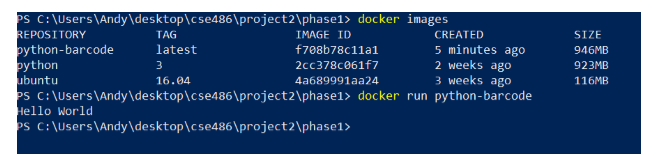 PS C:\Users\Andy\desktop\cse486\project2\phase1> docker images
REPOSITORY TAG IMAGE ID CREATED SIZE
python-barcode latest f708b78c11a1 5 minutes ago 946MB
python 3 2cc378c061f7 2 weeks ago 923MB
ubuntu 16.04 4a689991aa24 3 weeks ago 116MB
PS C:\Users\Andy\desktop\cse486\project2\phase1> docker run python-barcode
Hello World
PS C:\Users\Andy\desktop\cse486\project2\phase1>